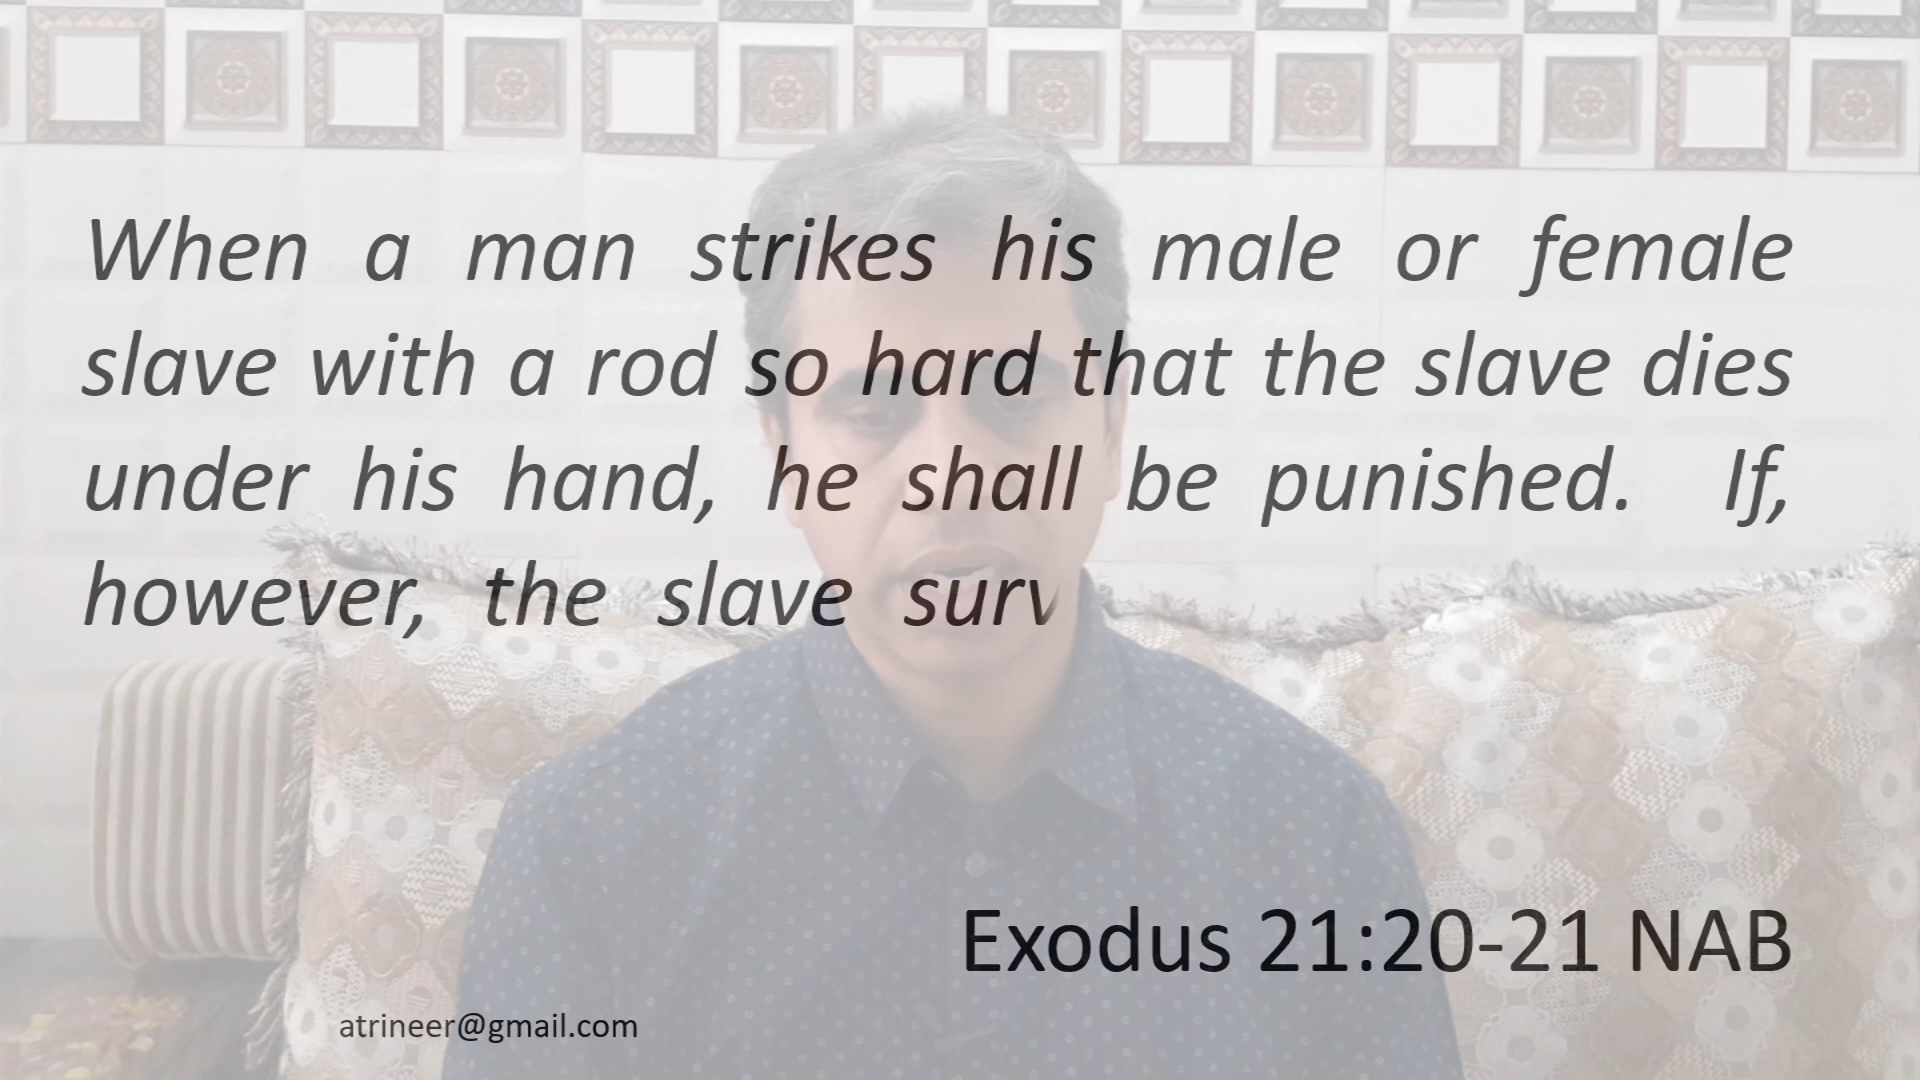 When a man strikes his male or female
slave with a rod so hard that the slave dies
under his hand, he shall be punished. If,
however, the slave surv
Exodus 21:20-21 NAB
atrineer@gmail.com